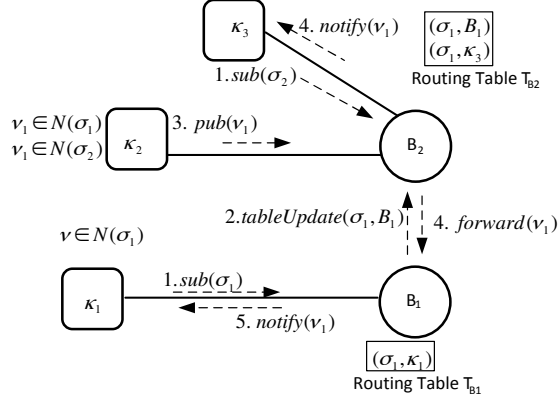 κ₃
4. notify(ν₁)
(σ₁, B₁)
(σ₁, κ₃)
Routing Table T_B2
1. sub(σ₂)
ν₁ ∈ N(σ₁)
ν₁ ∈ N(σ₂)
κ₂
3. pub(ν₁)
B₂
2. tableUpdate(σ₁, B₁)
4. forward(ν₁)
ν ∈ N(σ₁)
1. sub(σ₁)
κ₁
B₁
5. notify(ν₁)
(σ₁, κ₁)
Routing Table T_B1